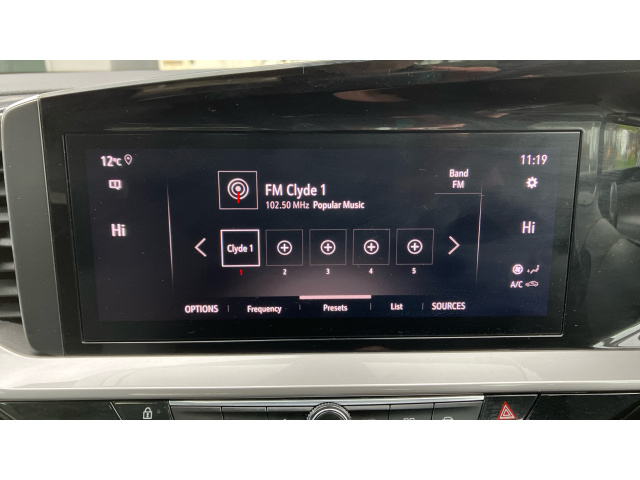 12°C 11:19
FM Clyde 1
102.50 MHz Popular Music
Band
FM
Hi Hi
Clyde 1
1 2 3 4 5
A/C
OPTIONS Frequency Presets List SOURCES